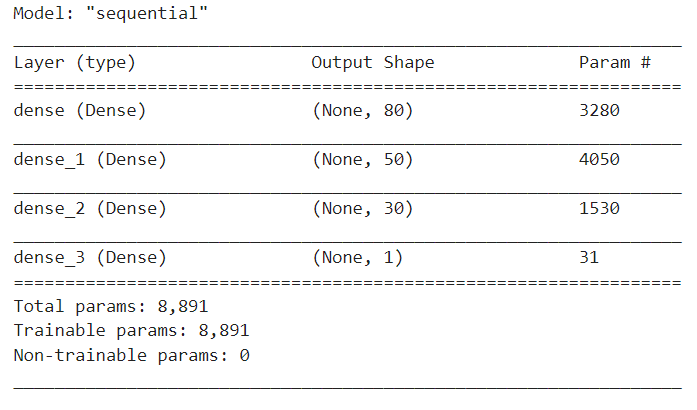 Model: "sequential"
_________________________________________________________________
Layer (type)                 Output Shape              Param #
=================================================================
dense (Dense)                (None, 80)                3280
_________________________________________________________________
dense_1 (Dense)              (None, 50)                4050
_________________________________________________________________
dense_2 (Dense)              (None, 30)                1530
_________________________________________________________________
dense_3 (Dense)              (None, 1)                 31
=================================================================
Total params: 8,891
Trainable params: 8,891
Non-trainable params: 0
_________________________________________________________________